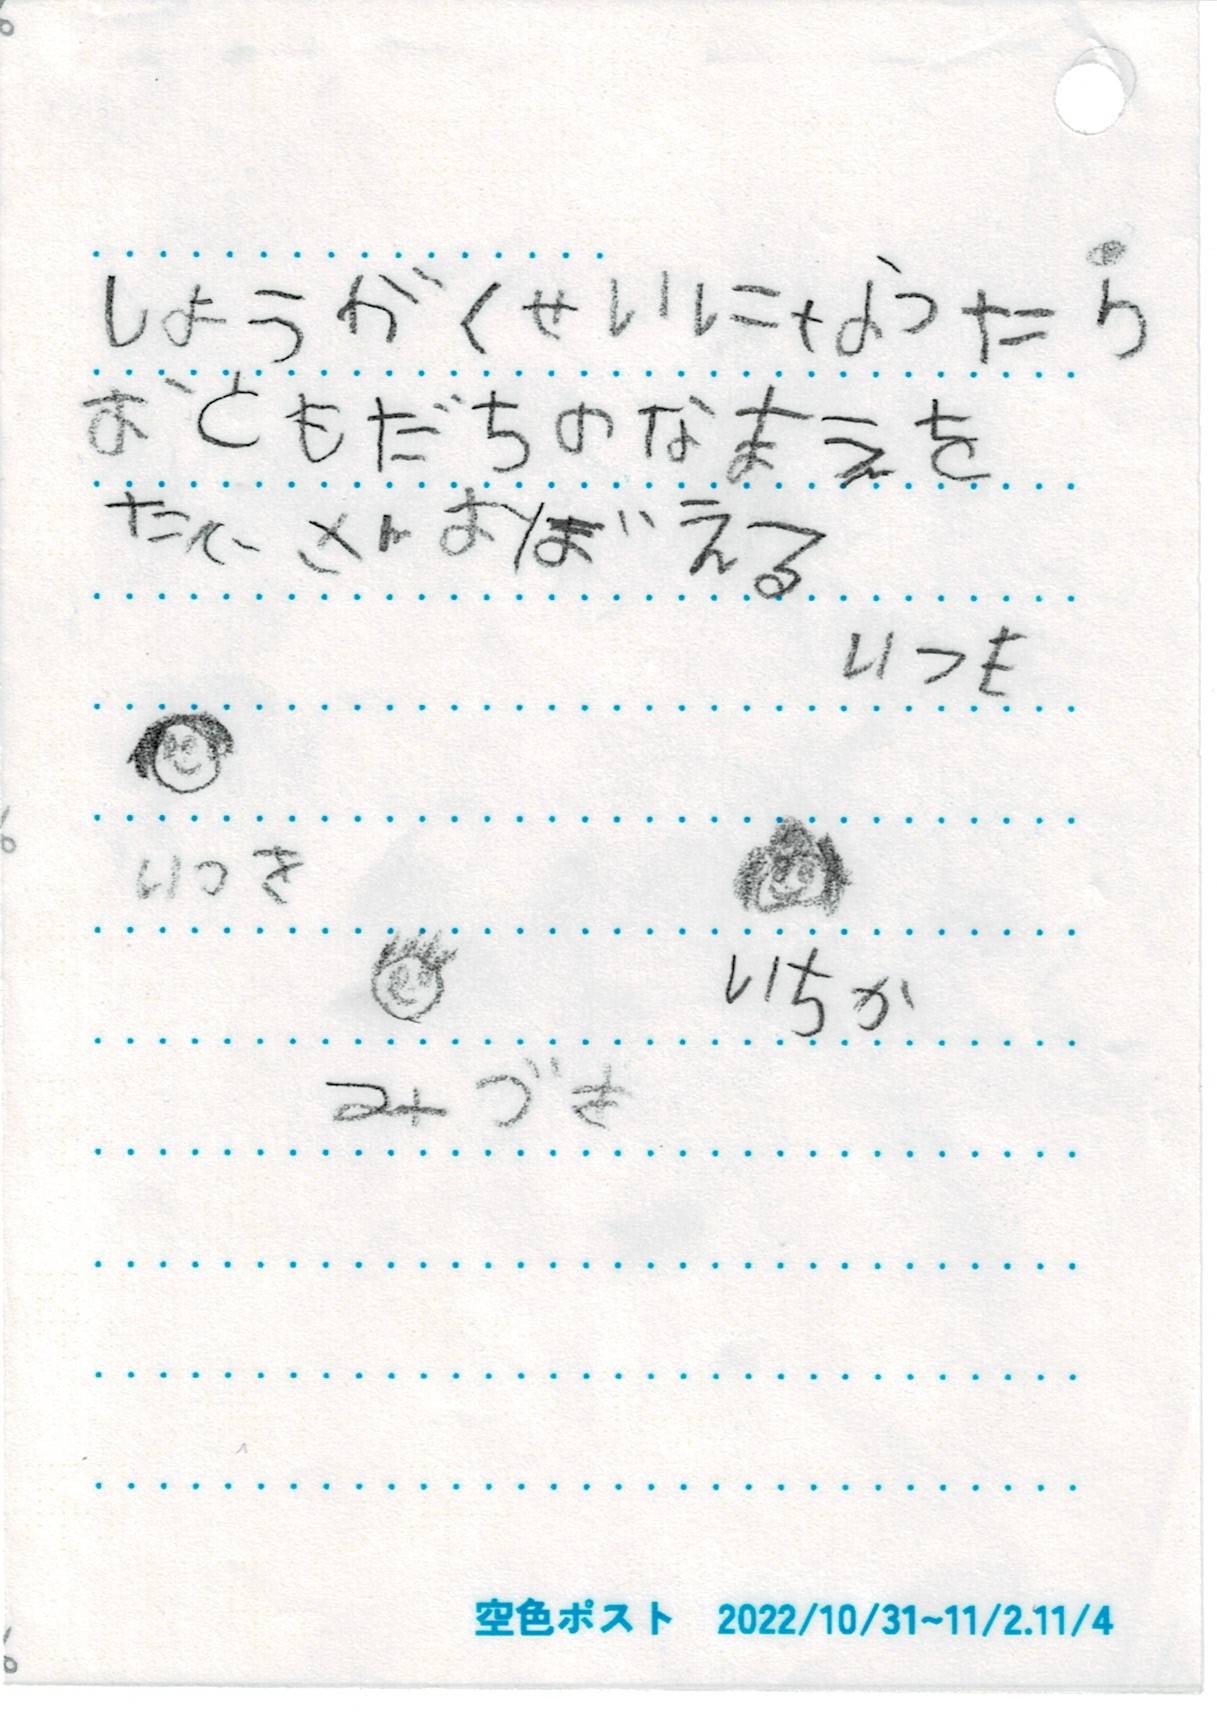 しょうがくせいになったら
おともだちのなまえを
たくさんおぼえる
いつも
いつき
いちか
みづき
空色ポスト 2022/10/31~11/2.11/4